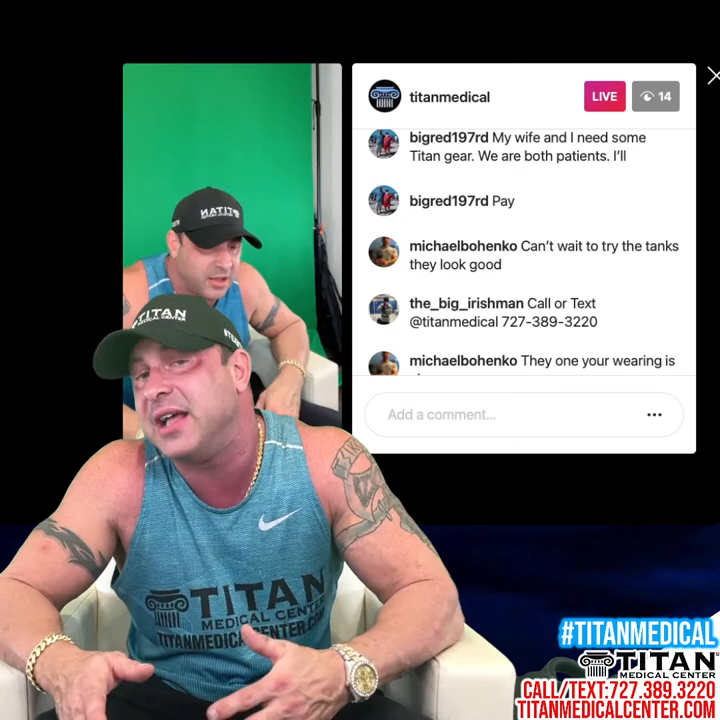 titanmedical
LIVE
14
bigred197rd My wife and I need some
Titan gear. We are both patients. I'll
bigred197rd Pay
michaelbohenko Can't wait to try the tanks
they look good
the_big_irishman Call or Text
@titanmedical 727-389-3220
michaelbohenko They one your wearing is
Add a comment...
TITAN
TITAN
MEDICAL CENTER
TITAN
MEDICAL CENTER
TITANMEDICALCENTER.COM
#TITANMEDICAL
TITAN
MEDICAL CENTER
CALL/TEXT:727.389.3220
TITANMEDICALCENTER.COM